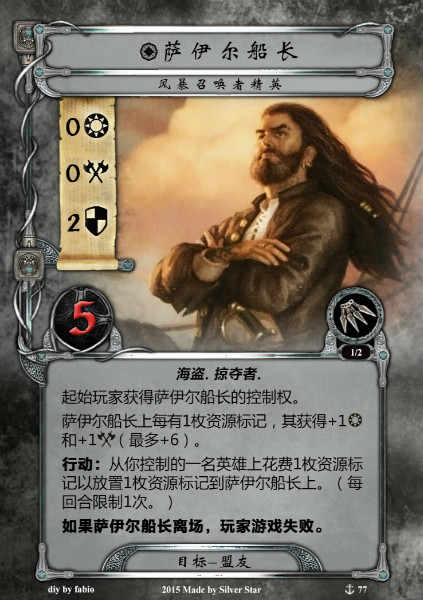 萨伊尔船长
风暴召唤者精英
0
0
2
5
1/2
海盗. 掠夺者.
起始玩家获得萨伊尔船长的控制权。
萨伊尔船长上每有1枚资源标记，其获得+1
和+1（最多+6）。
行动：从你控制的一名英雄上花费1枚资源标
记以放置1枚资源标记到萨伊尔船长上。（每
回合限制1次。）
如果萨伊尔船长离场，玩家游戏失败。
目标–盟友
diy by fabio 2015 Made by Silver Star 77